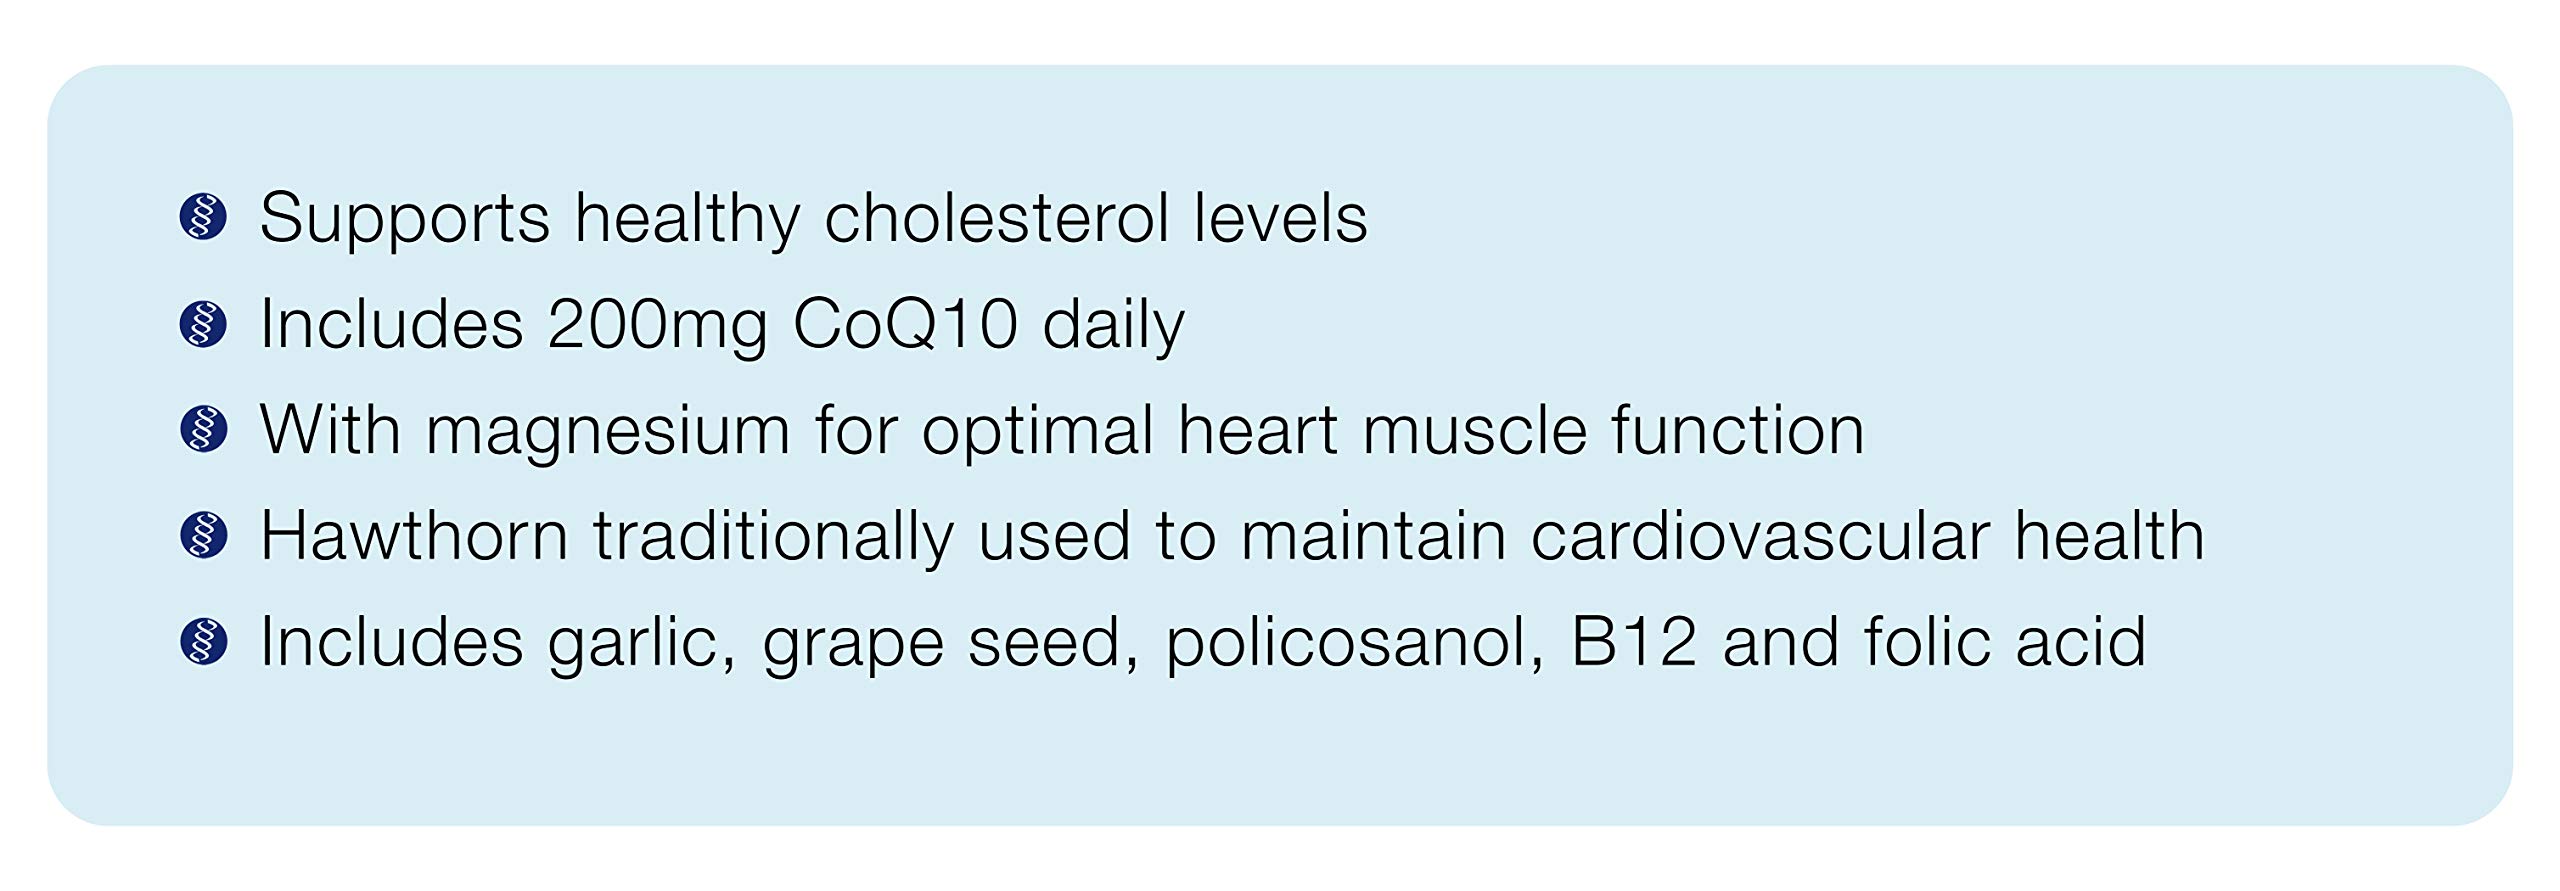 Supports healthy cholesterol levels
Includes 200mg CoQ10 daily
With magnesium for optimal heart muscle function
Hawthorn traditionally used to maintain cardiovascular health
Includes garlic, grape seed, policosanol, B12 and folic acid